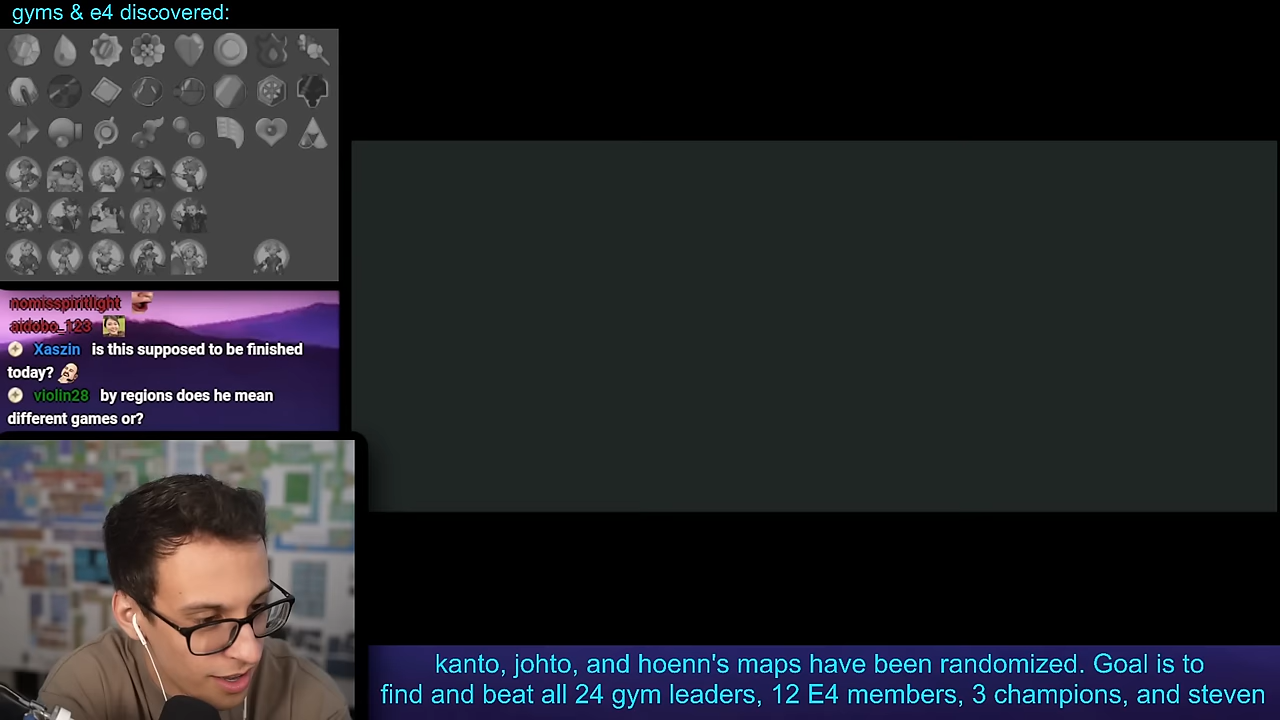 gyms & e4 discovered:
nomisspiritlight
aidobo_123
Xaszin is this supposed to be finished
today?
violin28 by regions does he mean
different games or?
kanto, johto, and hoenn's maps have been randomized. Goal is to
find and beat all 24 gym leaders, 12 E4 members, 3 champions, and steven